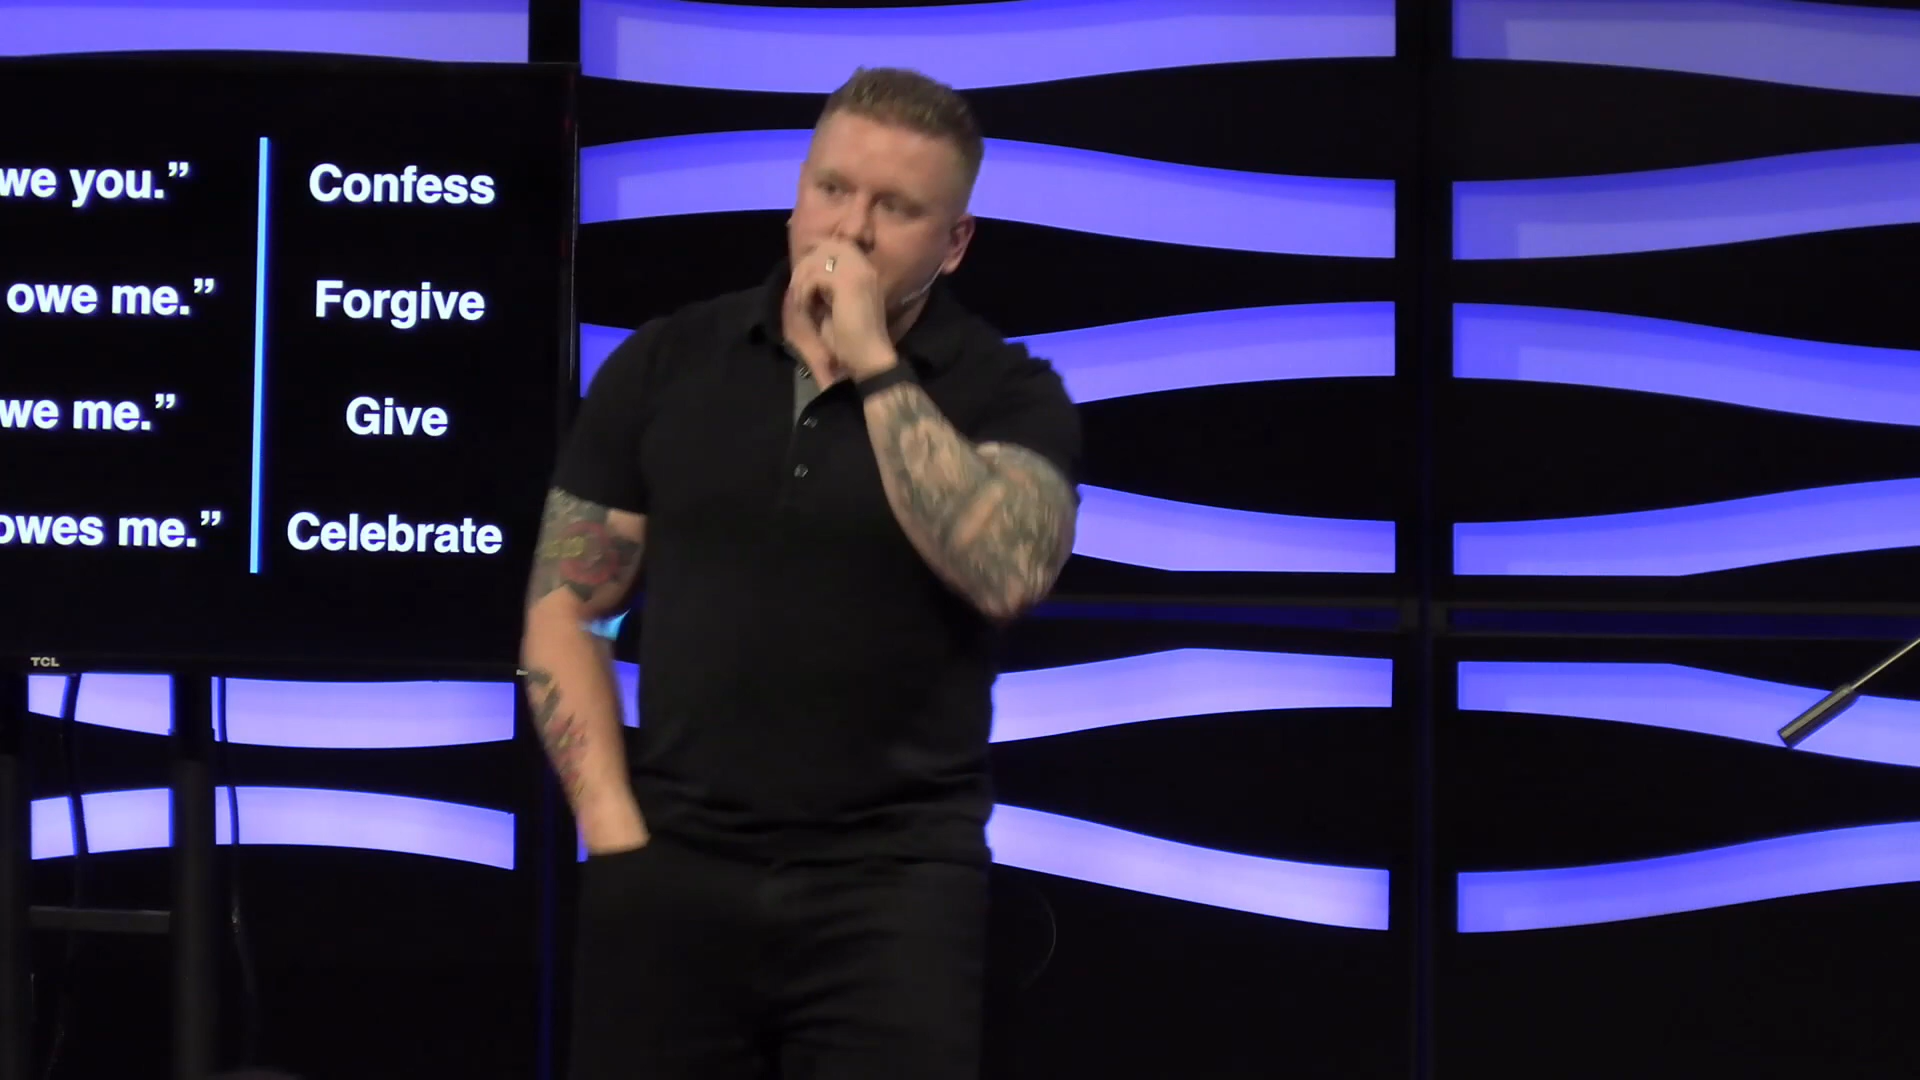 we you.” Confess
owe me.” Forgive
we me.” Give
owes me.” Celebrate
TCL